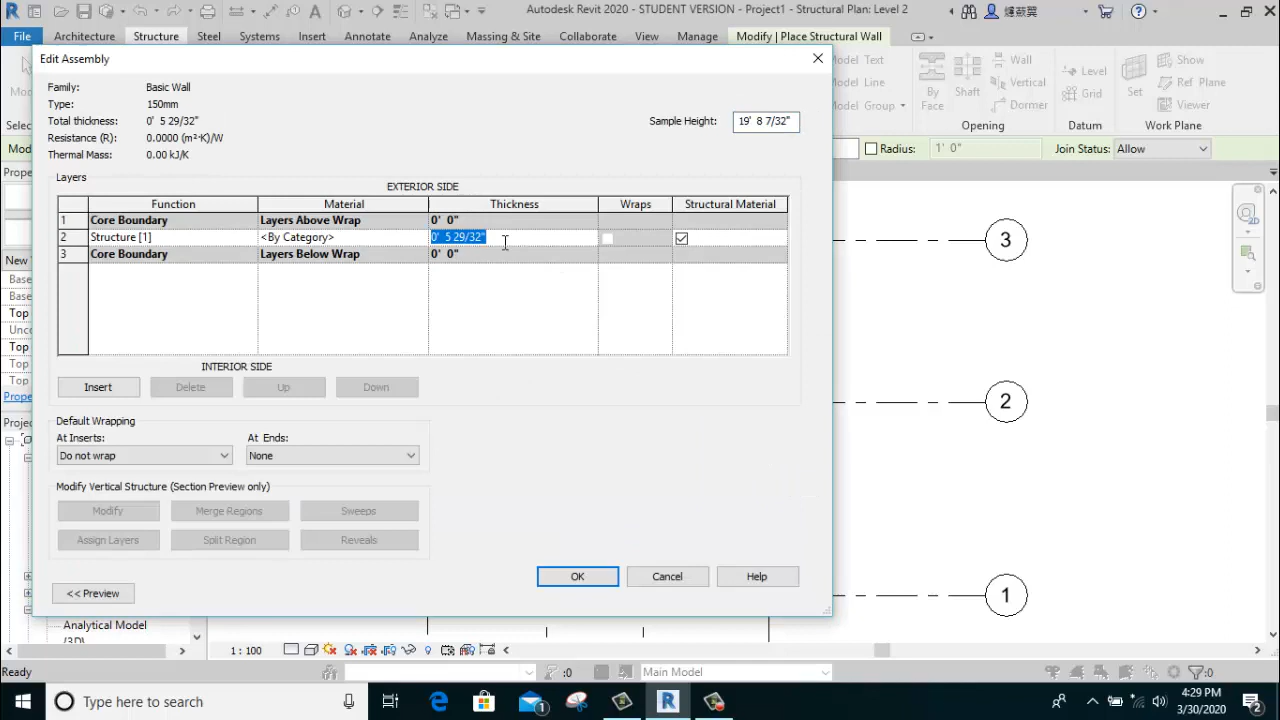 Autodesk Revit 2020 - STUDENT VERSION - Project1 - Structural Plan: Level 2
File Architecture Structure Steel Systems Insert Annotate Analyze Massing & Site Collaborate View Manage Modify | Place Structural Wall
Edit Assembly
Family: Basic Wall
Type: 150mm
Total thickness: 0' 5 29/32"
Resistance (R): 0.0000 (m²·K)/W
Thermal Mass: 0.00 kJ/K
Sample Height: 19' 8 7/32"
Layers
EXTERIOR SIDE
Function Material Thickness Wraps Structural Material
1 Core Boundary Layers Above Wrap 0' 0"
2 Structure [1] <By Category> 0' 5 29/32"
3 Core Boundary Layers Below Wrap 0' 0"
INTERIOR SIDE
Insert Delete Up Down
Default Wrapping
At Inserts: At Ends:
Do not wrap None
Modify Vertical Structure (Section Preview only)
Modify Merge Regions Sweeps
Assign Layers Split Region Reveals
OK Cancel Help
<< Preview
By Face
Shaft
Wall
Vertical
Dormer
Opening
Level
Grid
Datum
Set
Show
Ref Plane
Viewer
Work Plane
Radius: 1' 0" Join Status: Allow
3
2
1
Analytical Model
{3D}
1 : 100
Ready
:0
Main Model
:0
Type here to search
1
4:29 PM
3/30/2020
2